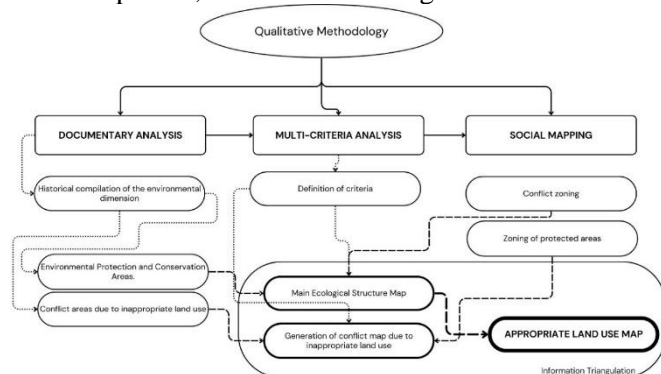 Qualitative Methodology
DOCUMENTARY ANALYSIS
MULTI-CRITERIA ANALYSIS
SOCIAL MAPPING
Historical compilation of the environmental
dimension
Definition of criteria
Conflict zoning
Zoning of protected areas
Environmental Protection and Conservation
Areas.
Main Ecological Structure Map
Conflict areas due to inappropriate land use
Generation of conflict map due to
inappropriate land use
APPROPRIATE LAND USE MAP
Information Triangulation